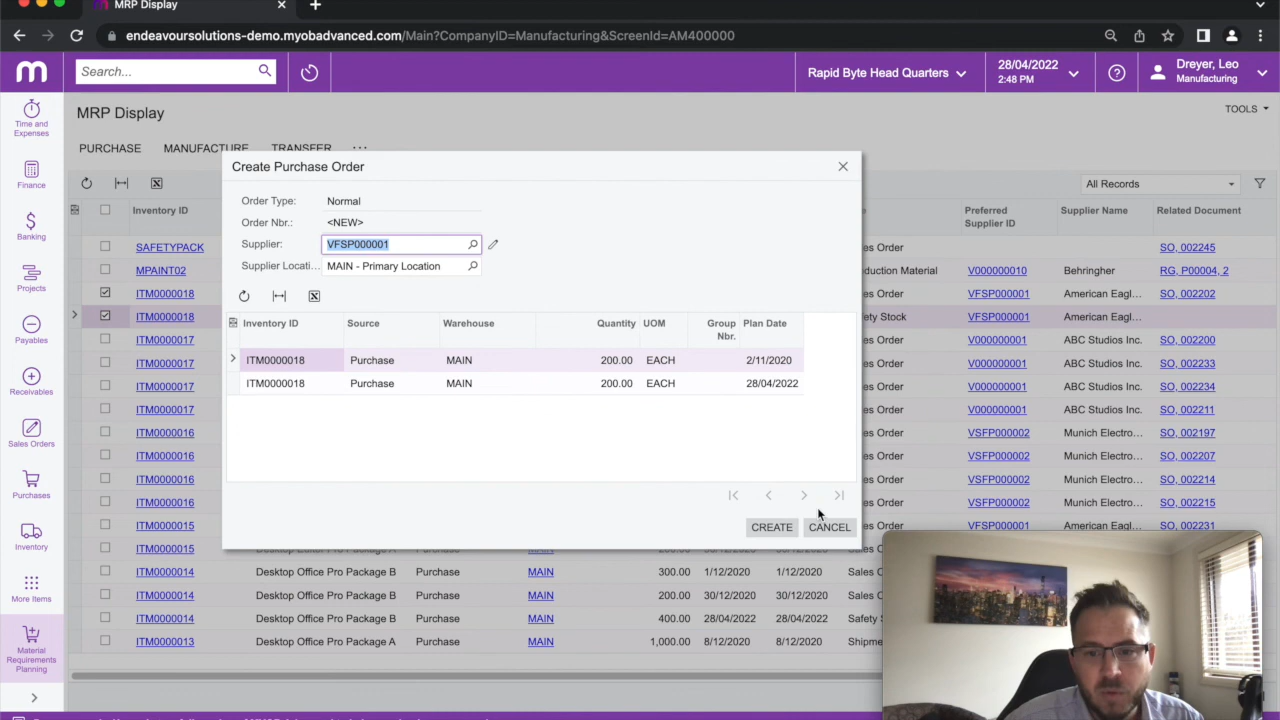 MRP Display
endeavoursolutions-demo.myobadvanced.com/Main?CompanyID=Manufacturing&ScreenId=AM400000
m Search... Rapid Byte Head Quarters 28/04/2022 2:48 PM Dreyer, Leo Manufacturing
Time and Expenses
Finance
Banking
Projects
Payables
Receivables
Sales Orders
Purchases
Inventory
More Items
Material Requirements Planning
MRP Display TOOLS
PURCHASE MANUFACTURE TRANSFER ...
All Records
Inventory ID Preferred Supplier ID Supplier Name Related Document
SAFETYPACK es Order SO, 002245
MPAINT02 duction Material V000000010 Behringher RG, P00004, 2
ITM0000018 es Order VFSP000001 American Eagl... SO, 002202
ITM0000018 ety Stock VFSP000001 American Eagl...
ITM0000017 es Order V000000001 ABC Studios Inc. SO, 002200
ITM0000017 es Order V000000001 ABC Studios Inc. SO, 002233
ITM0000017 es Order V000000001 ABC Studios Inc. SO, 002234
ITM0000017 es Order V000000001 ABC Studios Inc. SO, 002211
ITM0000016 es Order VFSP000002 Munich Electro... SO, 002197
ITM0000016 es Order VFSP000002 Munich Electro... SO, 002207
ITM0000016 es Order VFSP000002 Munich Electro... SO, 002214
ITM0000016 es Order VFSP000002 Munich Electro... SO, 002215
ITM0000015 es Order VFSP000001 American Eagl... SO, 002231
ITM0000015 Purchase MAIN
ITM0000014 Desktop Office Pro Package B Purchase MAIN 300.00 1/12/2020 1/12/2020 Sales O
ITM0000014 Desktop Office Pro Package B Purchase MAIN 200.00 30/12/2020 30/12/2020 Sales C
ITM0000014 Desktop Office Pro Package B Purchase MAIN 400.00 28/04/2022 28/04/2022 Safety S
ITM0000013 Desktop Office Pro Package A Purchase MAIN 1,000.00 8/12/2020 8/12/2020 Shipme
Create Purchase Order
Order Type: Normal
Order Nbr.: <NEW>
Supplier: VFSP000001
Supplier Locati... MAIN - Primary Location
Inventory ID Source Warehouse Quantity UOM Group Nbr. Plan Date
ITM0000018 Purchase MAIN 200.00 EACH 2/11/2020
ITM0000018 Purchase MAIN 200.00 EACH 28/04/2022
CREATE CANCEL